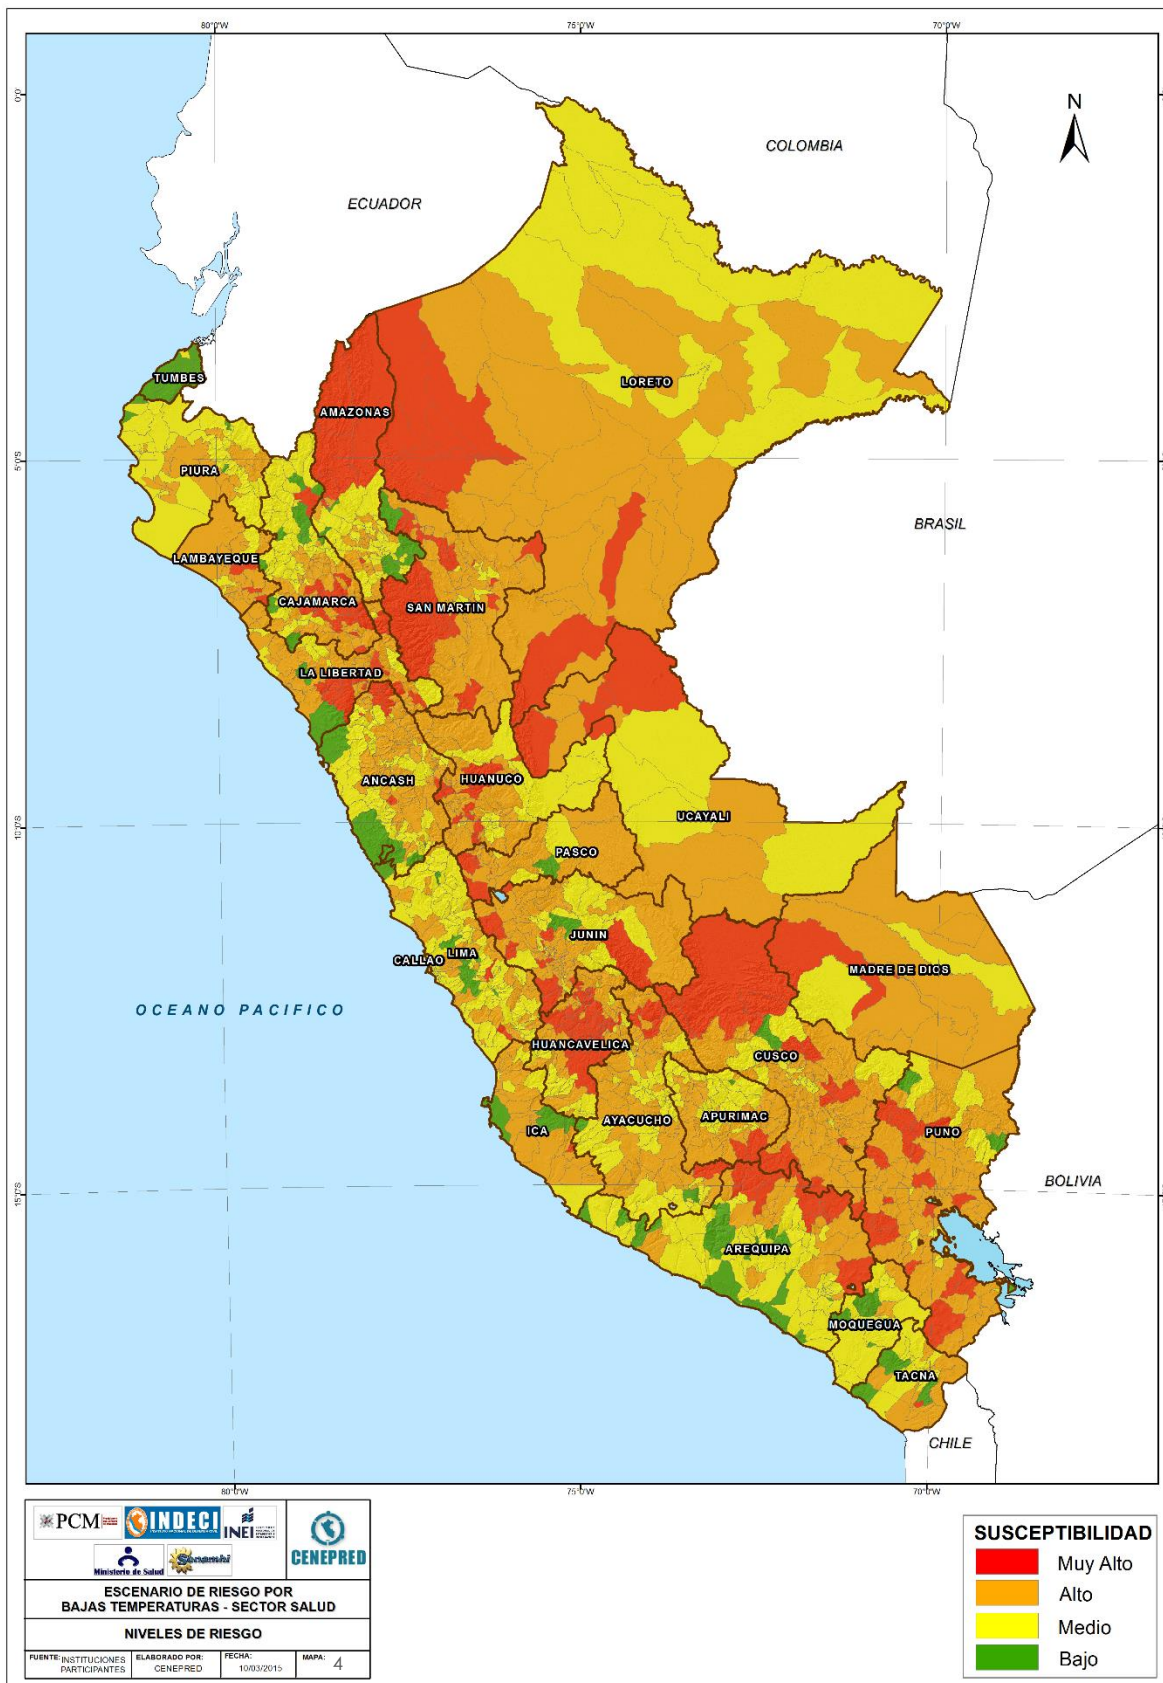 80°0'W
75°0'W
70°0'W
0°0'
N
COLOMBIA
ECUADOR
TUMBES
LORETO
AMAZONAS
5°0'S
PIURA
BRASIL
LAMBAYEQUE
CAJAMARCA
SAN MARTIN
LA LIBERTAD
ANCASH
HUANUCO
10°0'S
UCAYALI
PASCO
JUNIN
LIMA
CALLAO
MADRE DE DIOS
OCEANO PACIFICO
HUANCAVELICA
CUSCO
AYACUCHO
APURIMAC
ICA
PUNO
BOLIVIA
15°0'S
AREQUIPA
MOQUEGUA
TACNA
CHILE
80°0'W
75°0'W
70°0'W
PCM
INDECI
INEI
Ministerio de Salud
Senamhi
CENEPRED
ESCENARIO DE RIESGO POR
BAJAS TEMPERATURAS - SECTOR SALUD
NIVELES DE RIESGO
FUENTE: INSTITUCIONES
PARTICIPANTES
ELABORADO POR:
CENEPRED
FECHA:
10/03/2015
MAPA: 4
SUSCEPTIBILIDAD
Muy Alto
Alto
Medio
Bajo